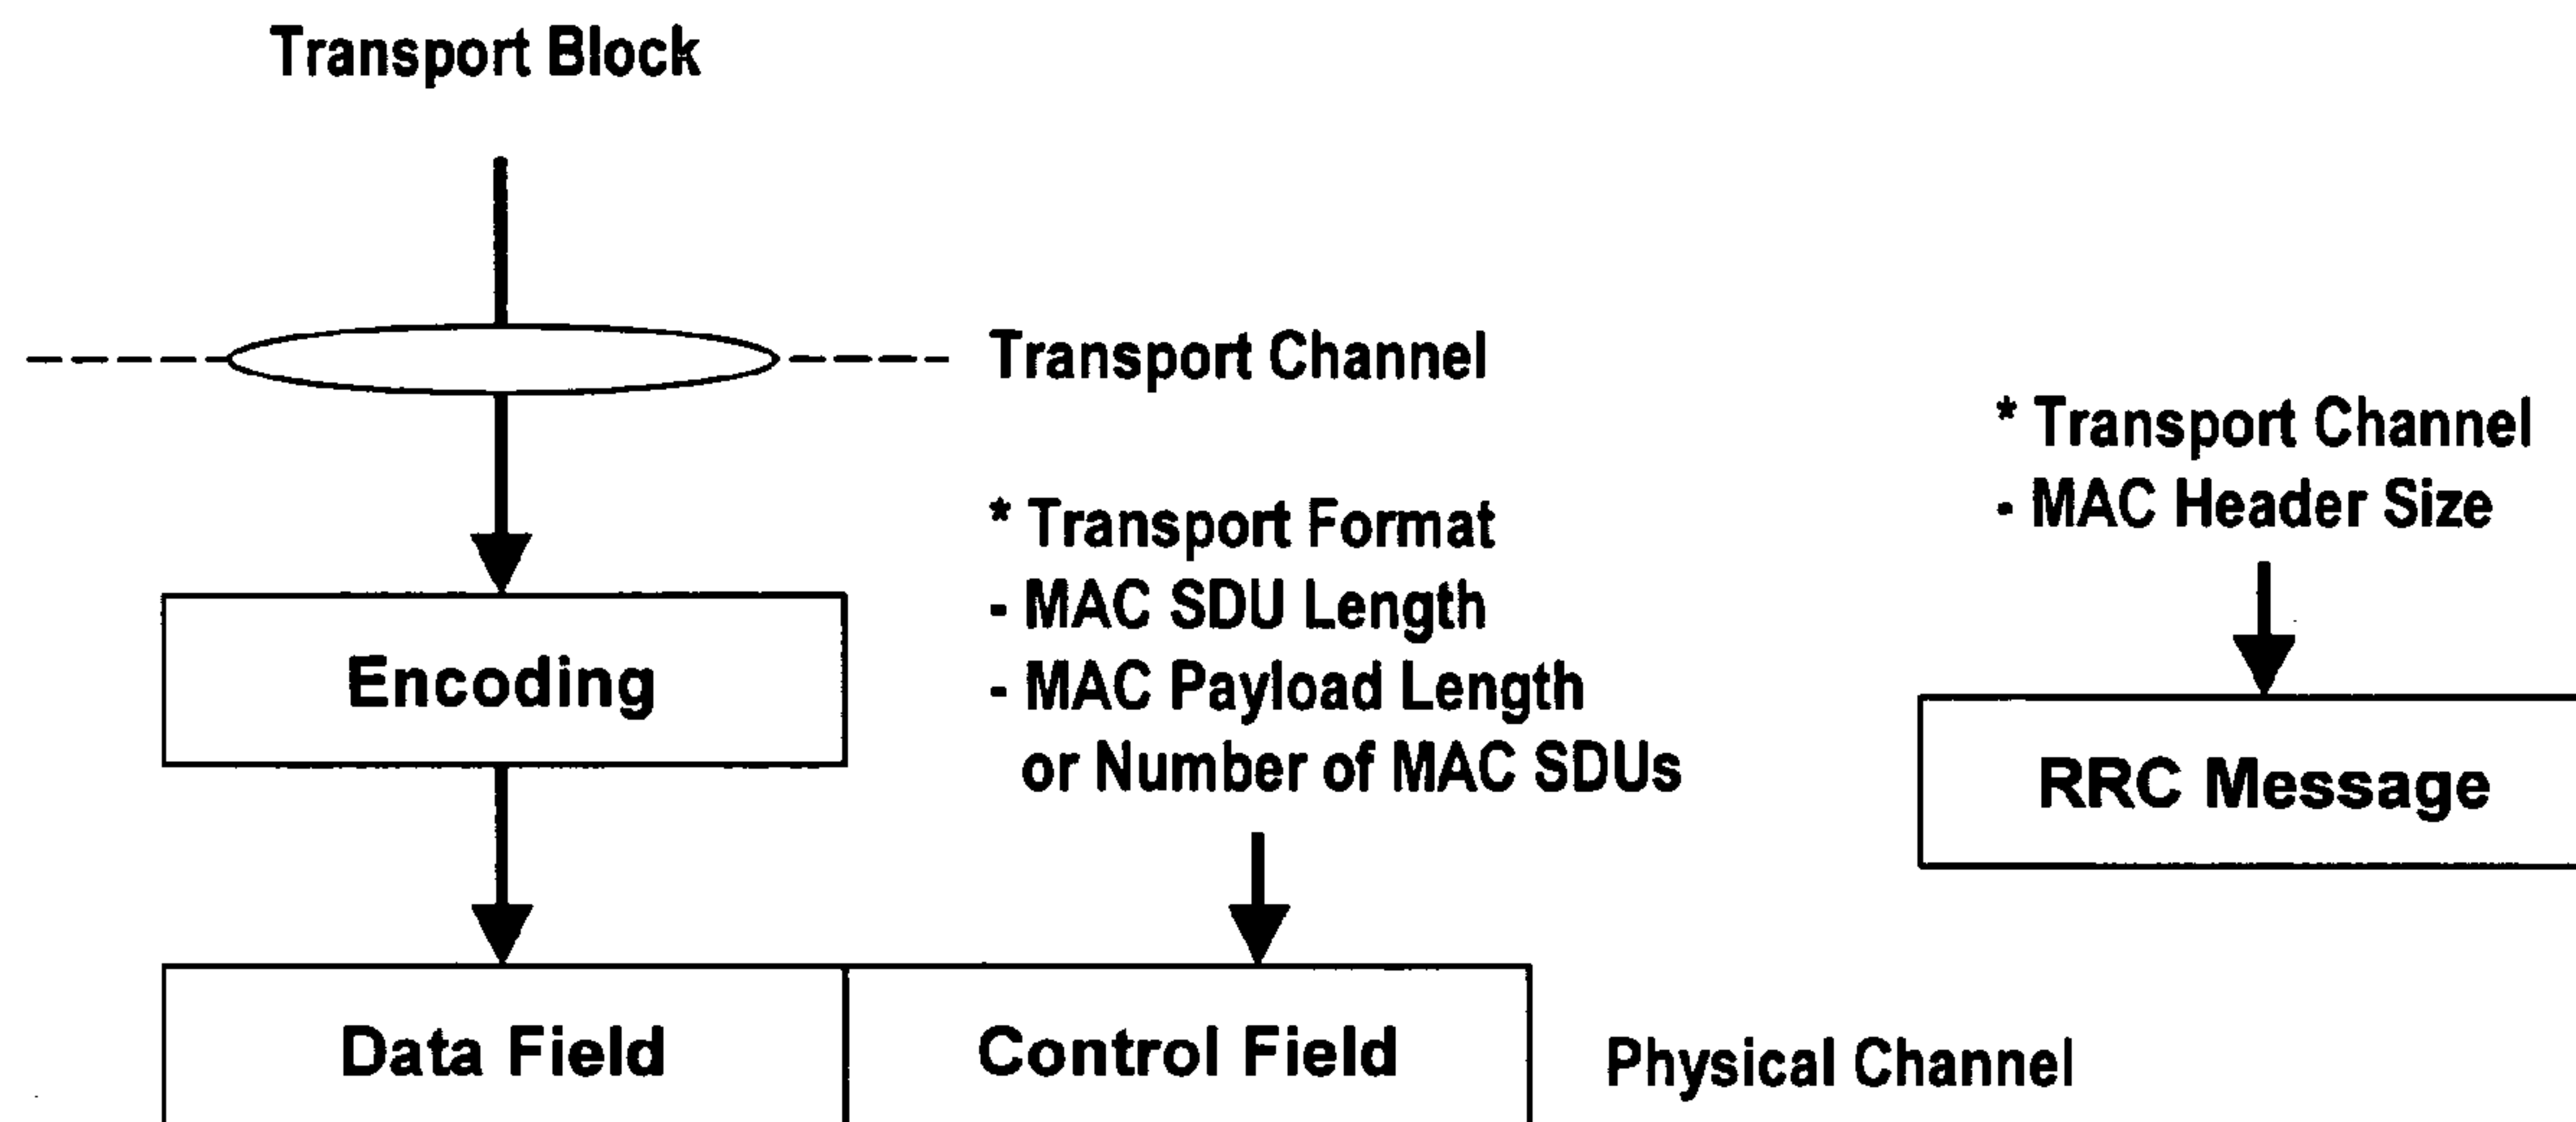 Transport Block
Transport Channel
* Transport Format
- MAC SDU Length
- MAC Payload Length
or Number of MAC SDUs
* Transport Channel
- MAC Header Size
Encoding
RRC Message
Data Field
Control Field
Physical Channel